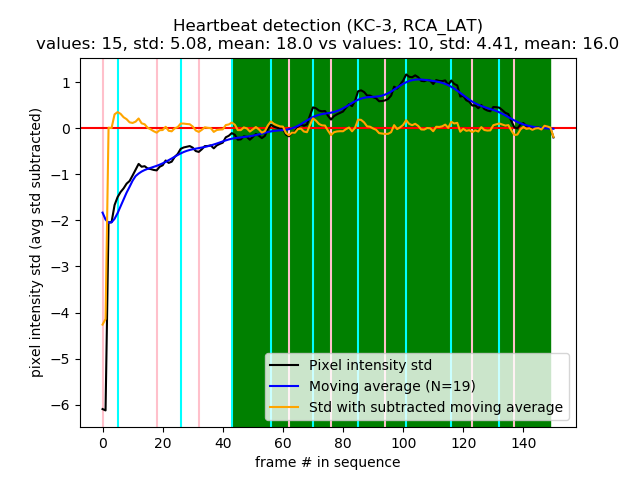 Heartbeat detection (KC-3, RCA_LAT)
values: 15, std: 5.08, mean: 18.0 vs values: 10, std: 4.41, mean: 16.0
pixel intensity std (avg std subtracted)
1
0
−1
−2
−3
−4
−5
−6
Pixel intensity std
Moving average (N=19)
Std with subtracted moving average
0 20 40 60 80 100 120 140
frame # in sequence